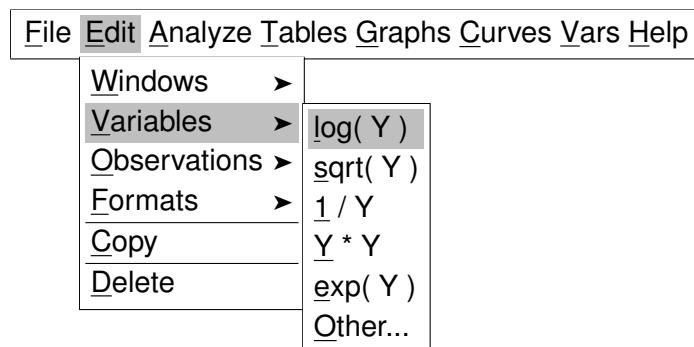 File Edit Analyze Tables Graphs Curves Vars Help
Windows ➤
Variables ➤
Observations ➤
Formats ➤
Copy
Delete
log( Y )
sqrt( Y )
1 / Y
Y * Y
exp( Y )
Other...